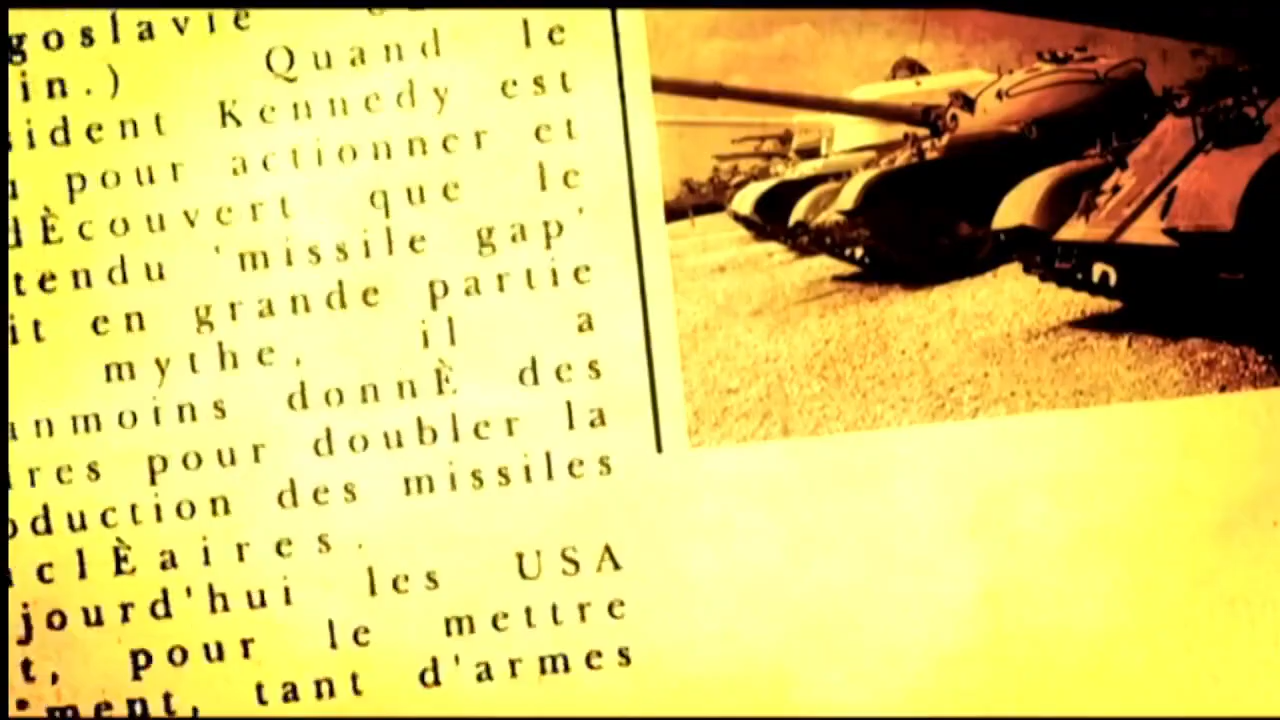 goslavie
in.) Quand le
sident Kennedy est
pour actionner et
dÈcouvert que le
tendu 'missile gap'
it en grande partie
mythe, il a
anmoins donnÈ des
res pour doubler la
oduction des missiles
clÈaires.
jourd'hui les USA
t, pour le mettre
ment, tant d'armes